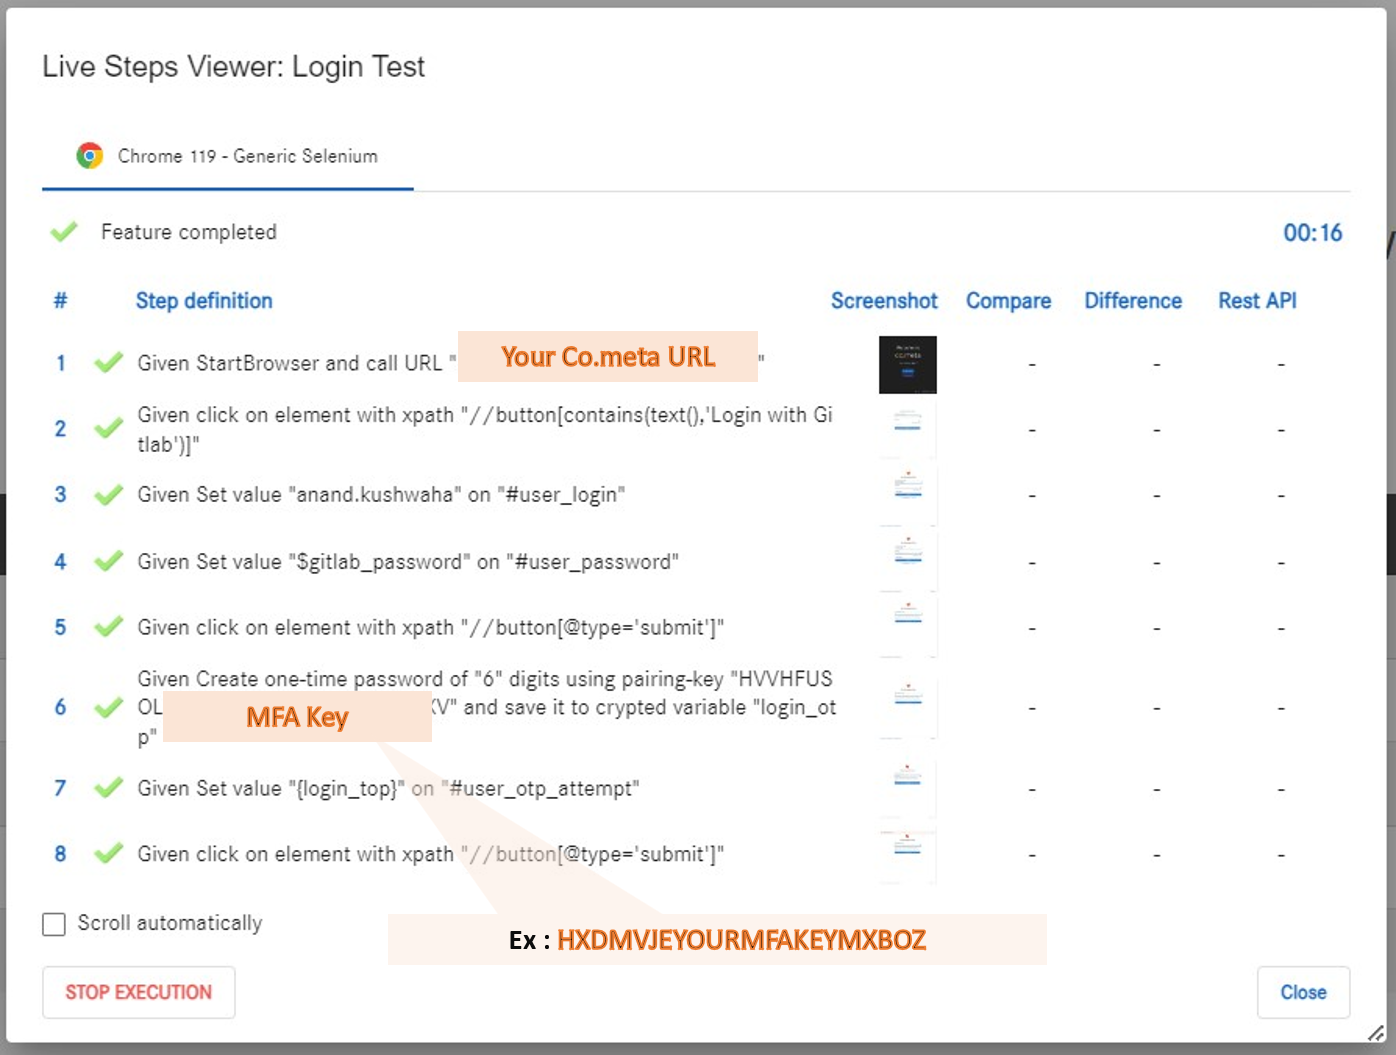 Live Steps Viewer: Login Test
Chrome 119 - Generic Selenium
Feature completed
00:16
# Step definition Screenshot Compare Difference Rest API
1 Given StartBrowser and call URL " Your Co.meta URL " - - -
2 Given click on element with xpath "//button[contains(text(),'Login with Gi
tlab')]" - - -
3 Given Set value "anand.kushwaha" on "#user_login" - - -
4 Given Set value "$gitlab_password" on "#user_password" - - -
5 Given click on element with xpath "//button[@type='submit']" - - -
Given Create one-time password of "6" digits using pairing-key "HVVHFUS
6 OL MFA Key XV" and save it to crypted variable "login_ot - - -
p"
7 Given Set value "{login_top}" on "#user_otp_attempt" - - -
8 Given click on element with xpath "//button[@type='submit']" - - -
Scroll automatically
Ex : HXDMVJEYOURMFAKEYMXBOZ
STOP EXECUTION
Close